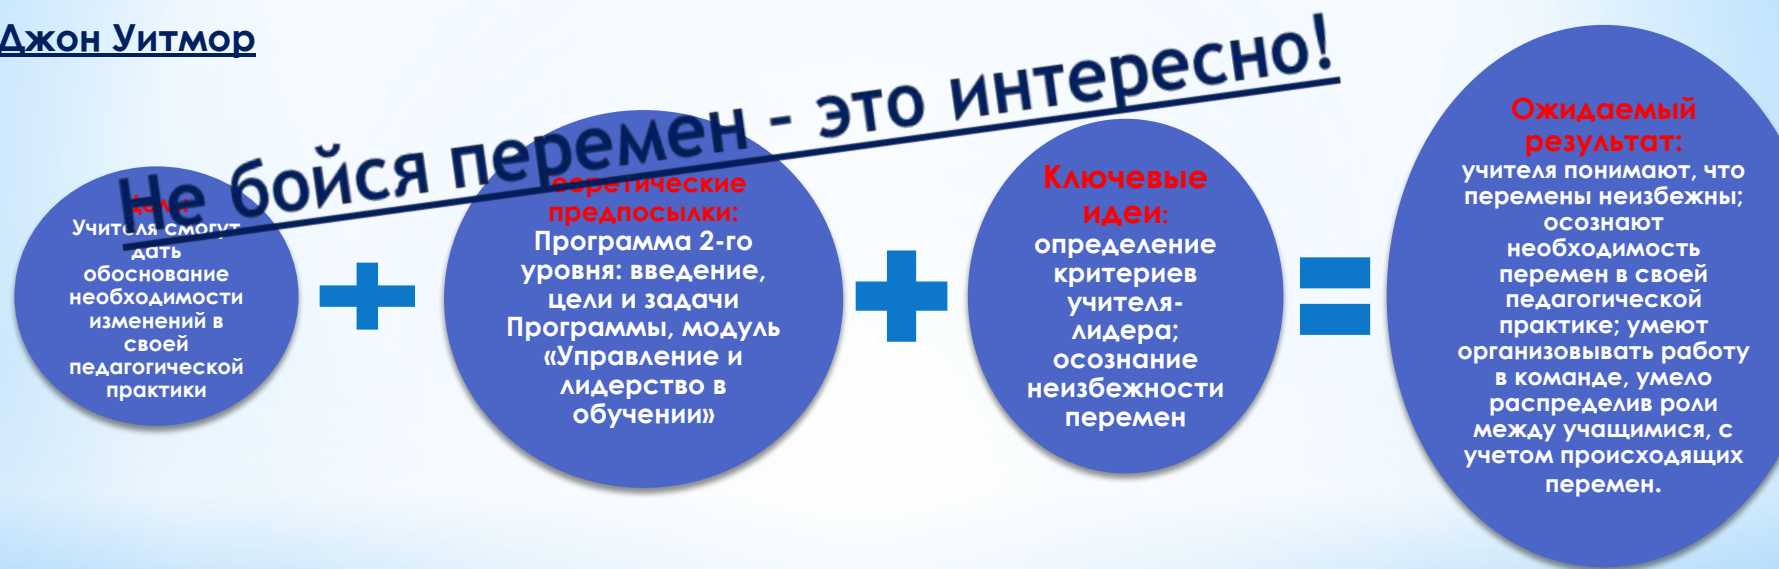 Джон Уитмор
Не бойся перемен - это интересно!
Цель:
Учителя смогут
дать
обоснование
необходимости
изменений в
своей
педагогической
практики
предпосылки:
Программа 2-го
уровня: введение,
цели и задачи
Программы, модуль
«Управление и
лидерство в
обучении»
Ключевые
идеи:
определение
критериев
учителя-
лидера;
осознание
неизбежности
перемен
Ожидаемый
результат:
учителя понимают, что
перемены неизбежны;
осознают
необходимость
перемен в своей
педагогической
практике; умеют
организовывать работу
в команде, умело
распределив роли
между учащимися, с
учетом происходящих
перемен.